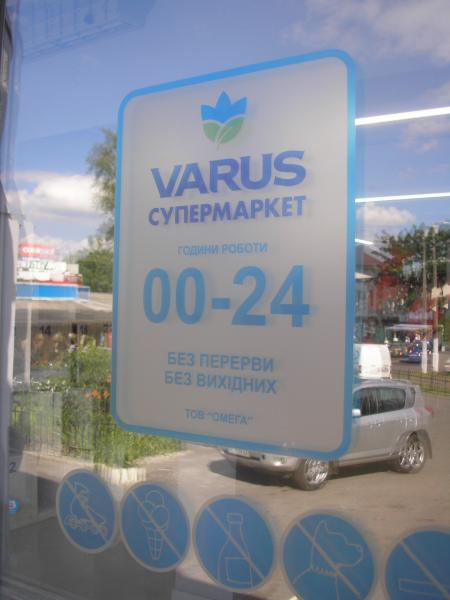 VARUS
СУПЕРМАРКЕТ
ГОДИНИ РОБОТИ
00-24
БЕЗ ПЕРЕРВИ
БЕЗ ВИХІДНИХ
ТОВ "ОМЕГА"